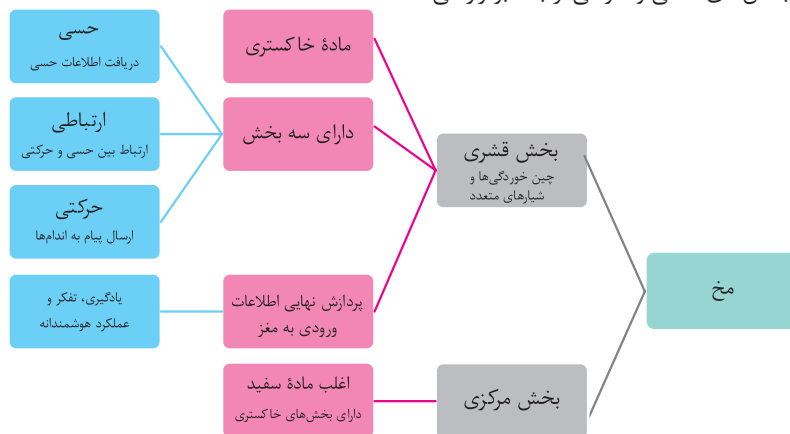 مخ
بخش قشری
چین خوردگی‌ها و
شیارهای متعدد
مادهٔ خاکستری
دارای سه بخش
حسی
دریافت اطلاعات حسی
ارتباطی
ارتباط بین حسی و حرکتی
حرکتی
ارسال پیام به اندام‌ها
پردازش نهایی اطلاعات
ورودی به مغز
یادگیری، تفکر و
عملکرد هوشمندانه
بخش مرکزی
اغلب مادهٔ سفید
دارای بخش‌های خاکستری